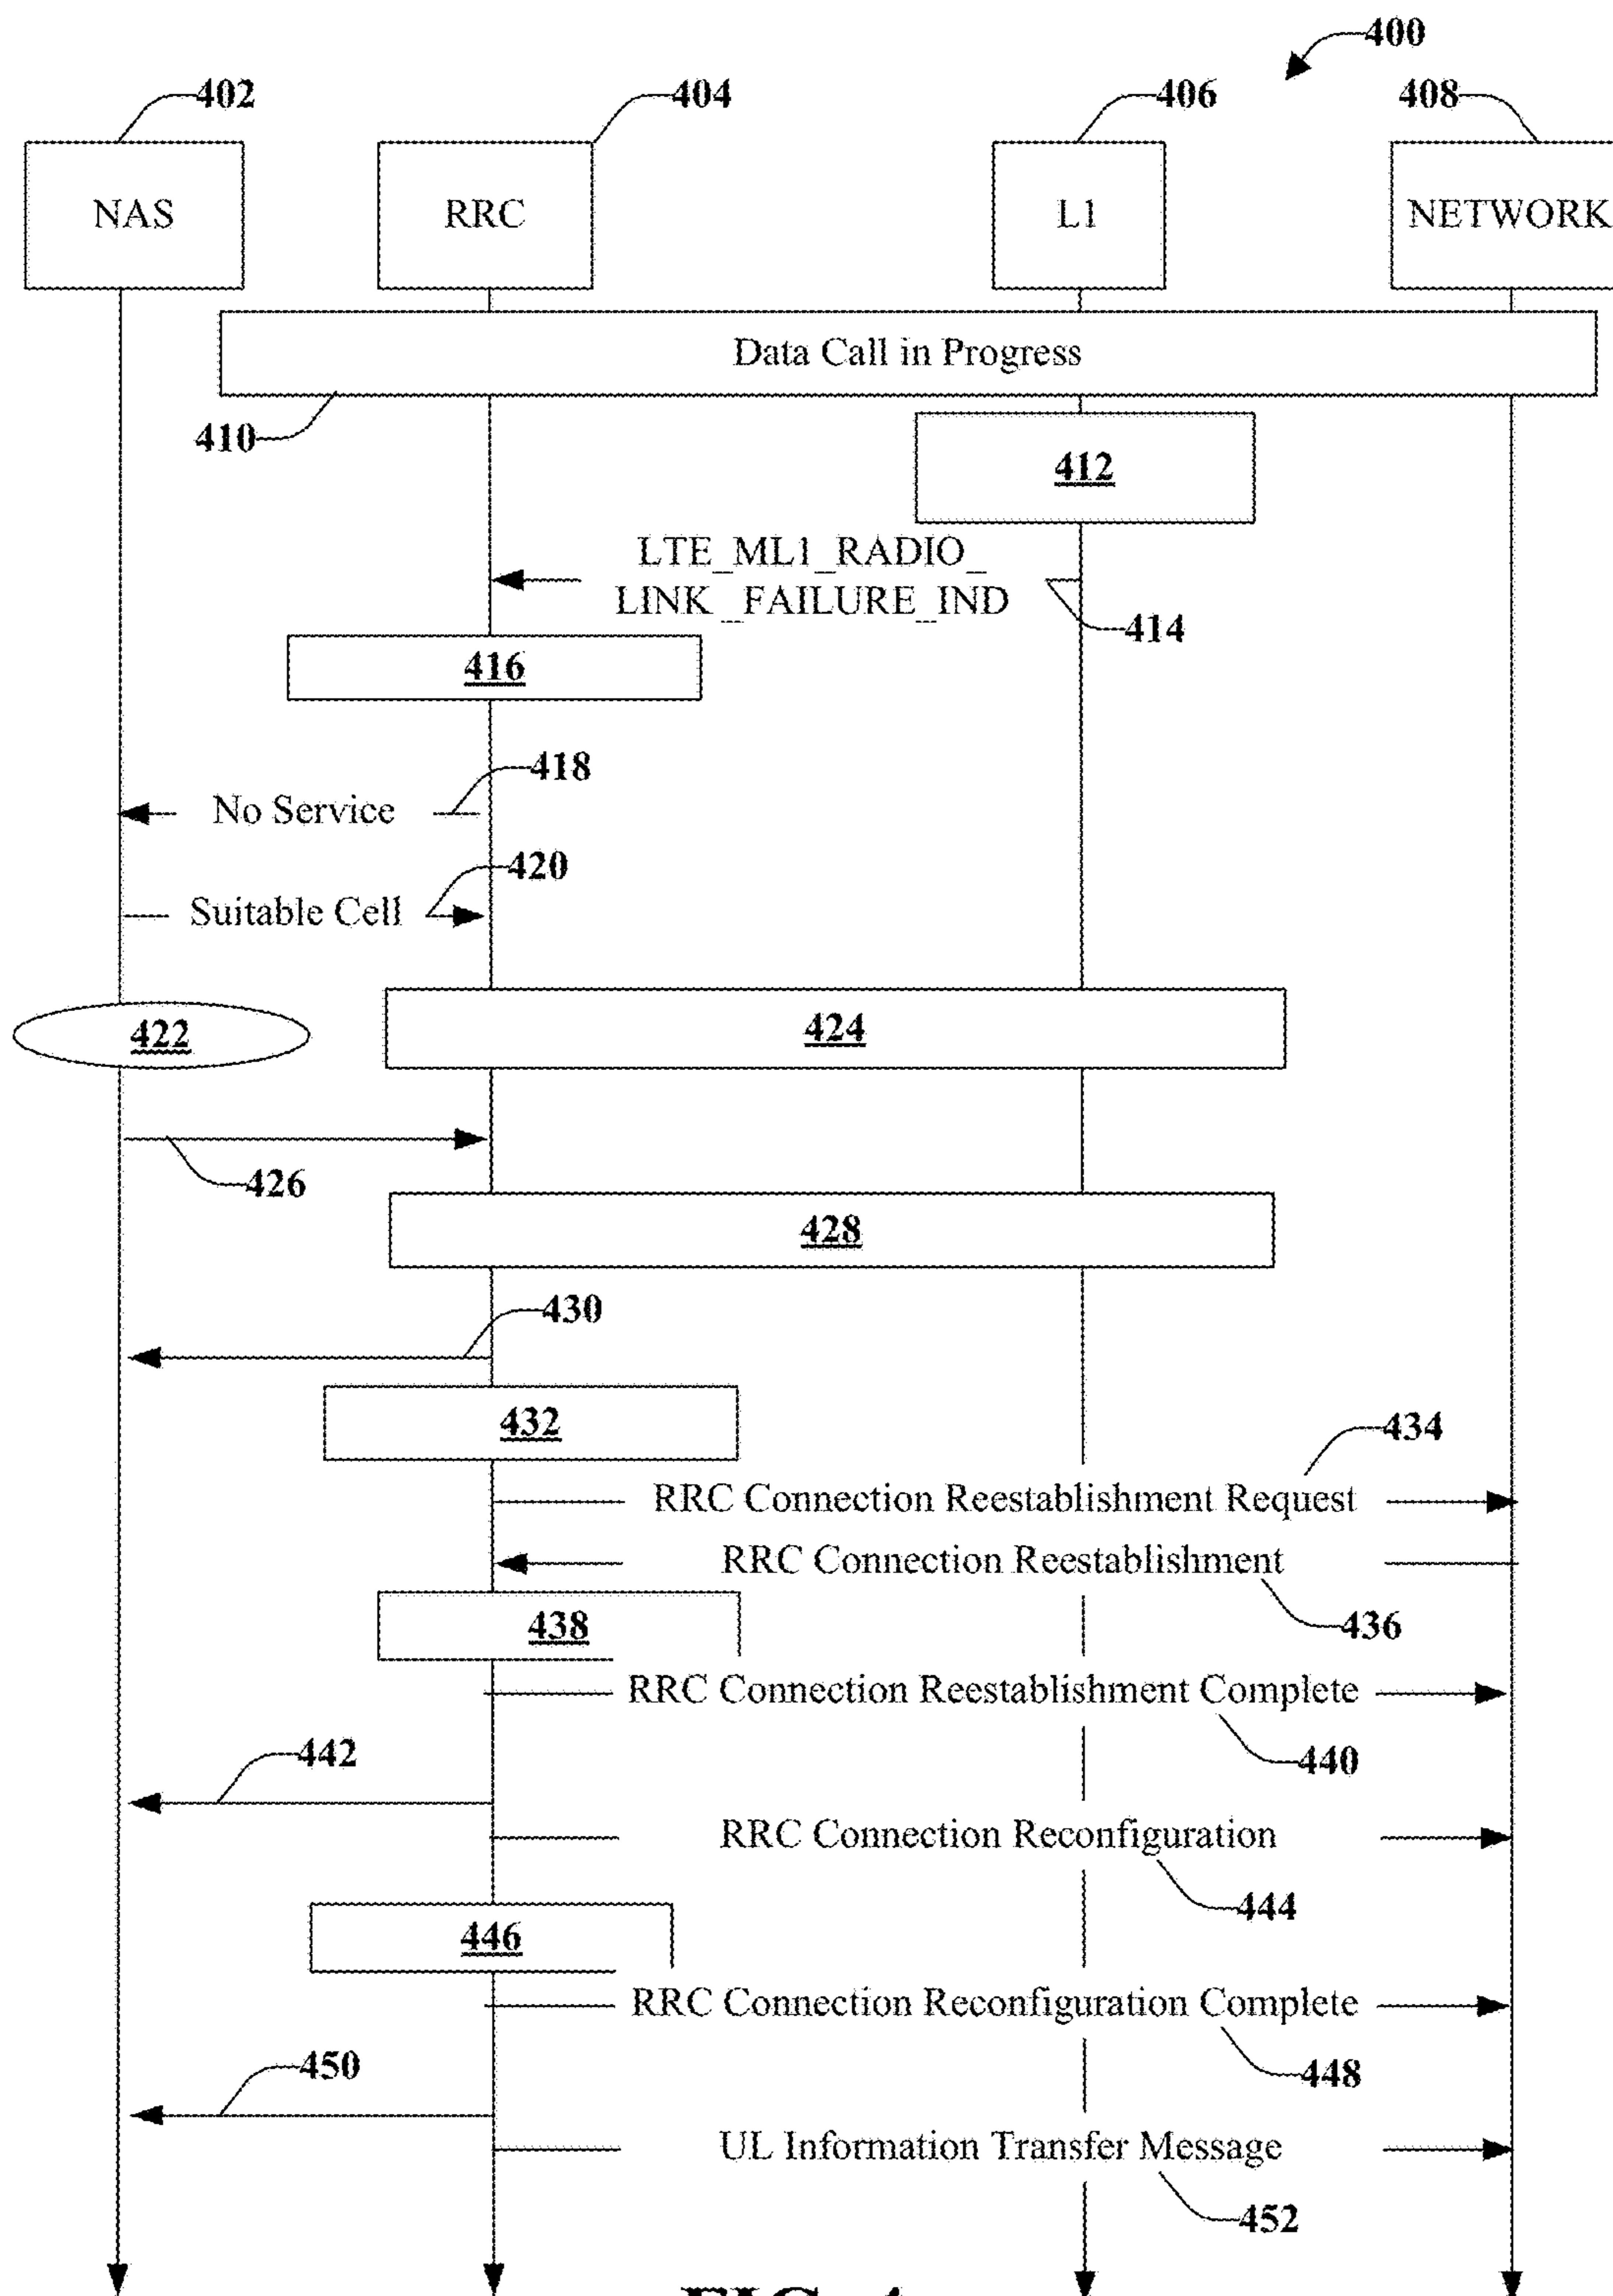 400
402
404
406
408
NAS
RRC
L1
NETWORK
Data Call in Progress
410
412
LTE_ML1_RADIO_
LINK_FAILURE_IND
414
416
418
No Service
420
Suitable Cell
422
424
426
428
430
432
434
RRC Connection Reestablishment Request
RRC Connection Reestablishment
436
438
RRC Connection Reestablishment Complete
440
442
RRC Connection Reconfiguration
444
446
RRC Connection Reconfiguration Complete
448
450
UL Information Transfer Message
452